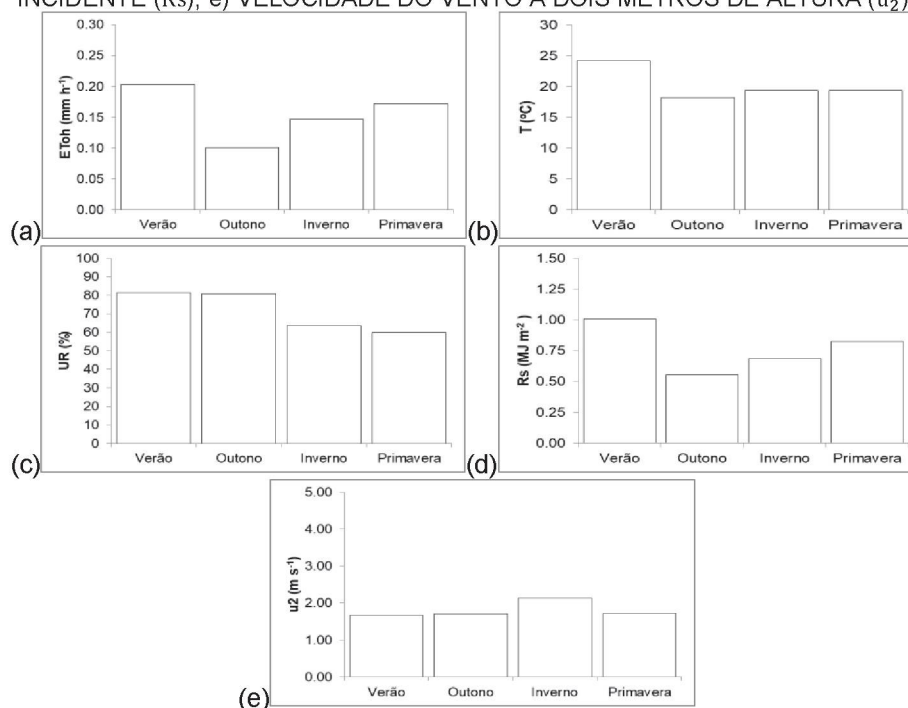 INCIDENTE (Rs); e) VELOCIDADE DO VENTO A DOIS METROS DE ALTURA (u₂)
0.30
0.25
0.20
0.15
0.10
0.05
0.00
EToh (mm h⁻¹)
Verão Outono Inverno Primavera
(a)
30
25
20
15
10
5
0
T (ºC)
Verão Outono Inverno Primavera
(b)
100
90
80
70
60
50
40
30
20
10
0
UR (%)
Verão Outono Inverno Primavera
(c)
1.50
1.25
1.00
0.75
0.50
0.25
0.00
Rs (MJ m⁻²)
Verão Outono Inverno Primavera
(d)
5.00
4.00
3.00
2.00
1.00
0.00
u2 (m s⁻¹)
Verão Outono Inverno Primavera
(e)